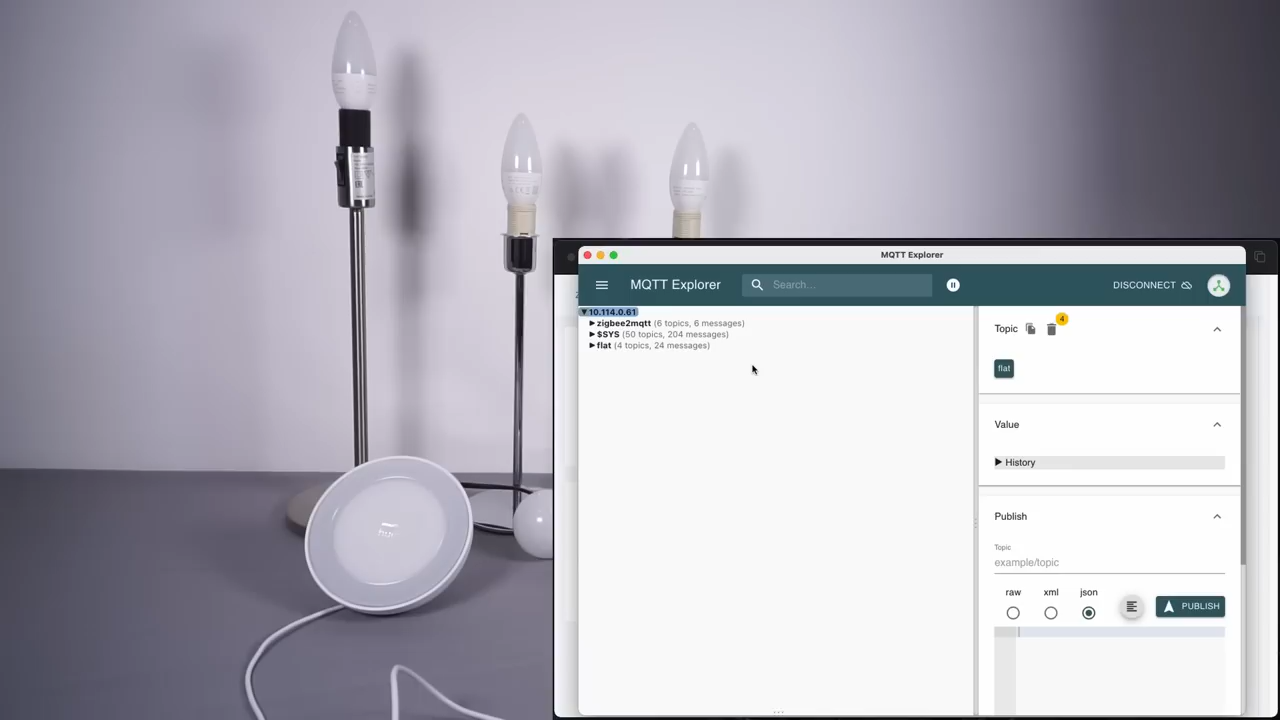 MQTT Explorer
MQTT Explorer
Search...
DISCONNECT
▼10.114.0.61
▶zigbee2mqtt (6 topics, 6 messages)
▶$SYS (50 topics, 204 messages)
▶flat (4 topics, 24 messages)
Topic
4
flat
Value
▶ History
Publish
Topic
example/topic
raw xml json
PUBLISH